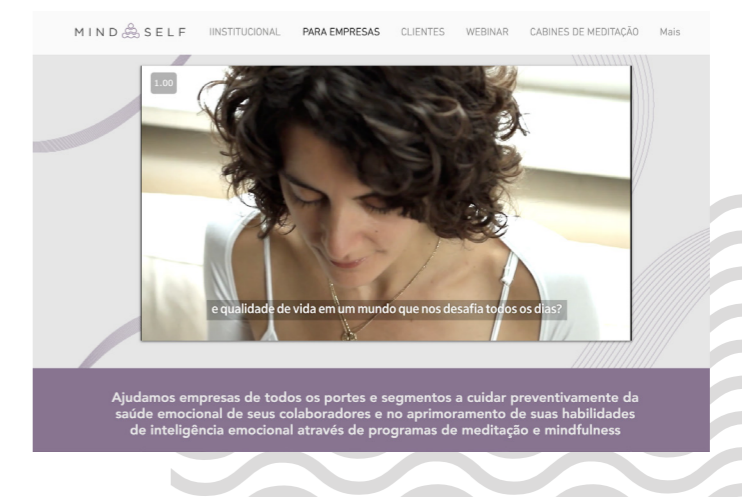 MIND SELF IINSTITUCIONAL PARA EMPRESAS CLIENTES WEBINAR CABINES DE MEDITAÇÃO Mais
1.00
e qualidade de vida em um mundo que nos desafia todos os dias?
Ajudamos empresas de todos os portes e segmentos a cuidar preventivamente da
saúde emocional de seus colaboradores e no aprimoramento de suas habilidades
de inteligência emocional através de programas de meditação e mindfulness